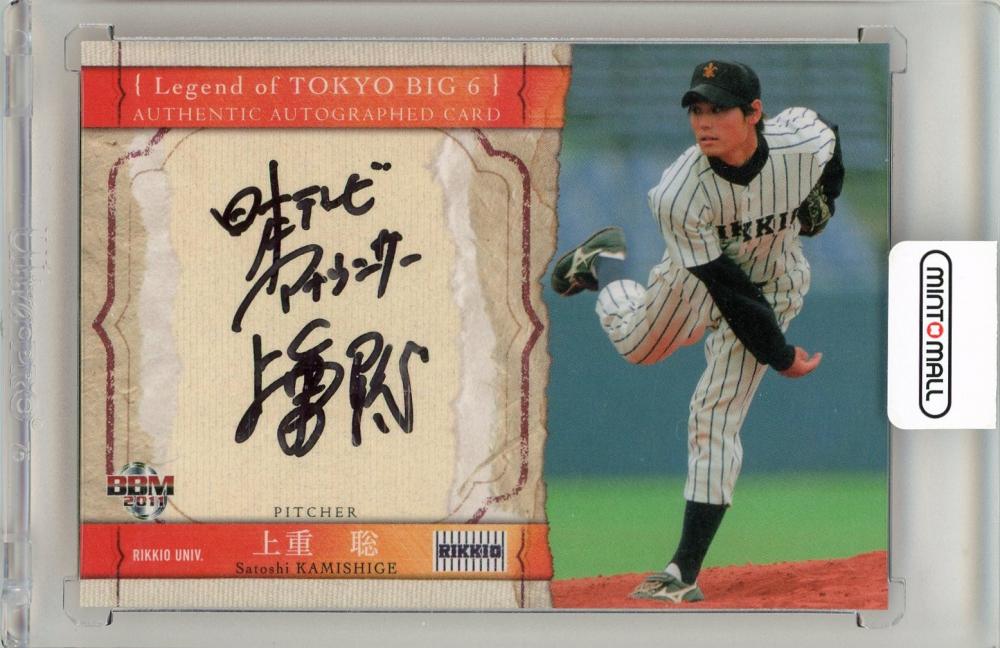 { Legend of TOKYO BIG 6 }
AUTHENTIC AUTOGRAPHED CARD
日本テレビ
アナウンサー
上重聡
BBM
2011
PITCHER
RIKKIO UNIV.
上重 聡
Satoshi KAMISHIGE
RIKKIO
RIKKIO
MINTOMALL